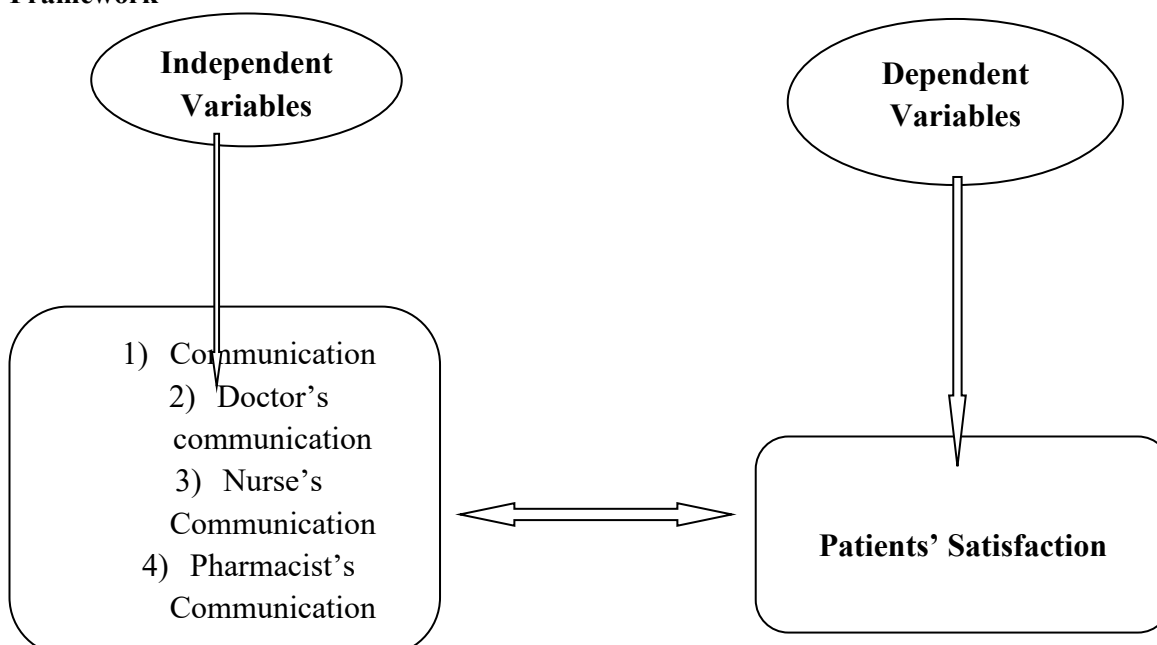 Framework
Independent
Variables
Dependent
Variables
1) Communication
2) Doctor’s
communication
3) Nurse’s
Communication
4) Pharmacist’s
Communication
Patients’ Satisfaction